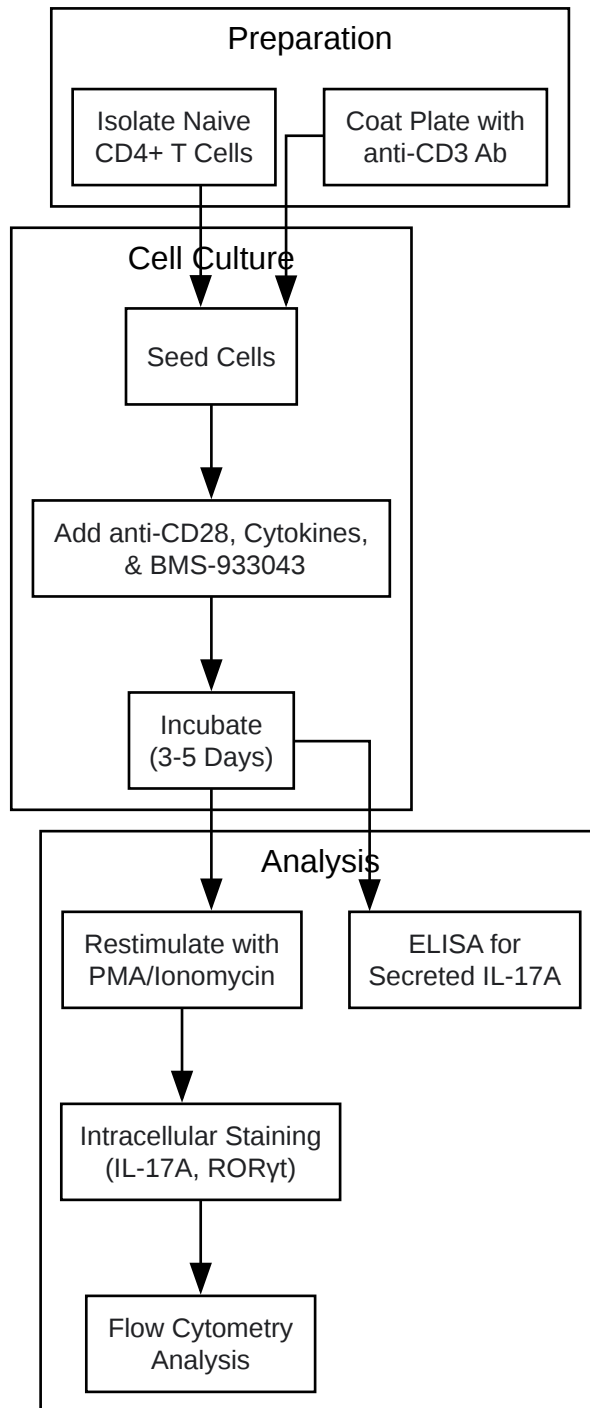 Preparation
Isolate Naive
CD4+ T Cells
Coat Plate with
anti-CD3 Ab
Cell Culture
Seed Cells
Add anti-CD28, Cytokines,
& BMS-933043
Incubate
(3-5 Days)
Analysis
Restimulate with
PMA/Ionomycin
ELISA for
Secreted IL-17A
Intracellular Staining
(IL-17A, RORγt)
Flow Cytometry
Analysis